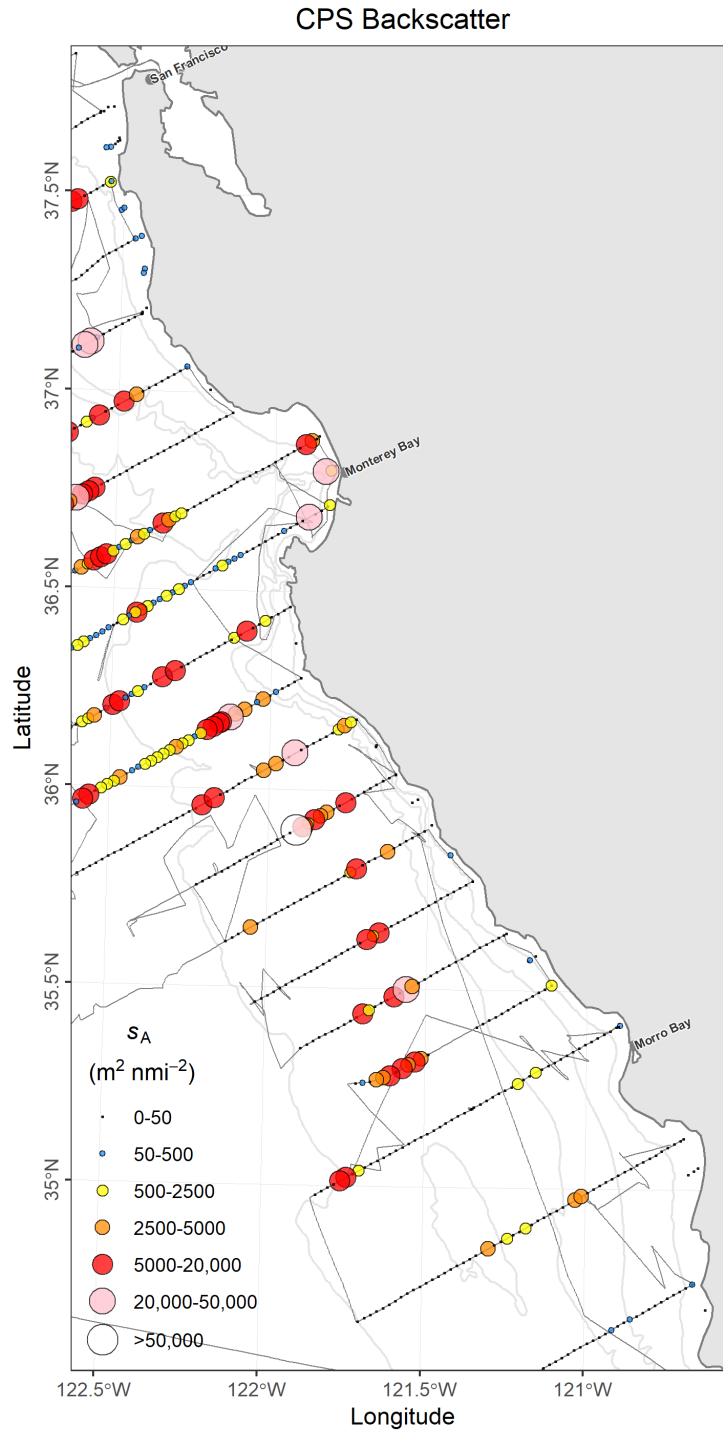 CPS Backscatter
San Francisco
37.5°N
37°N
Monterey Bay
36.5°N
Latitude
36°N
35.5°N
sA
(m² nmi⁻²)
Morro Bay
0-50
50-500
500-2500
35°N
2500-5000
5000-20,000
20,000-50,000
>50,000
122.5°W 122°W 121.5°W 121°W
Longitude